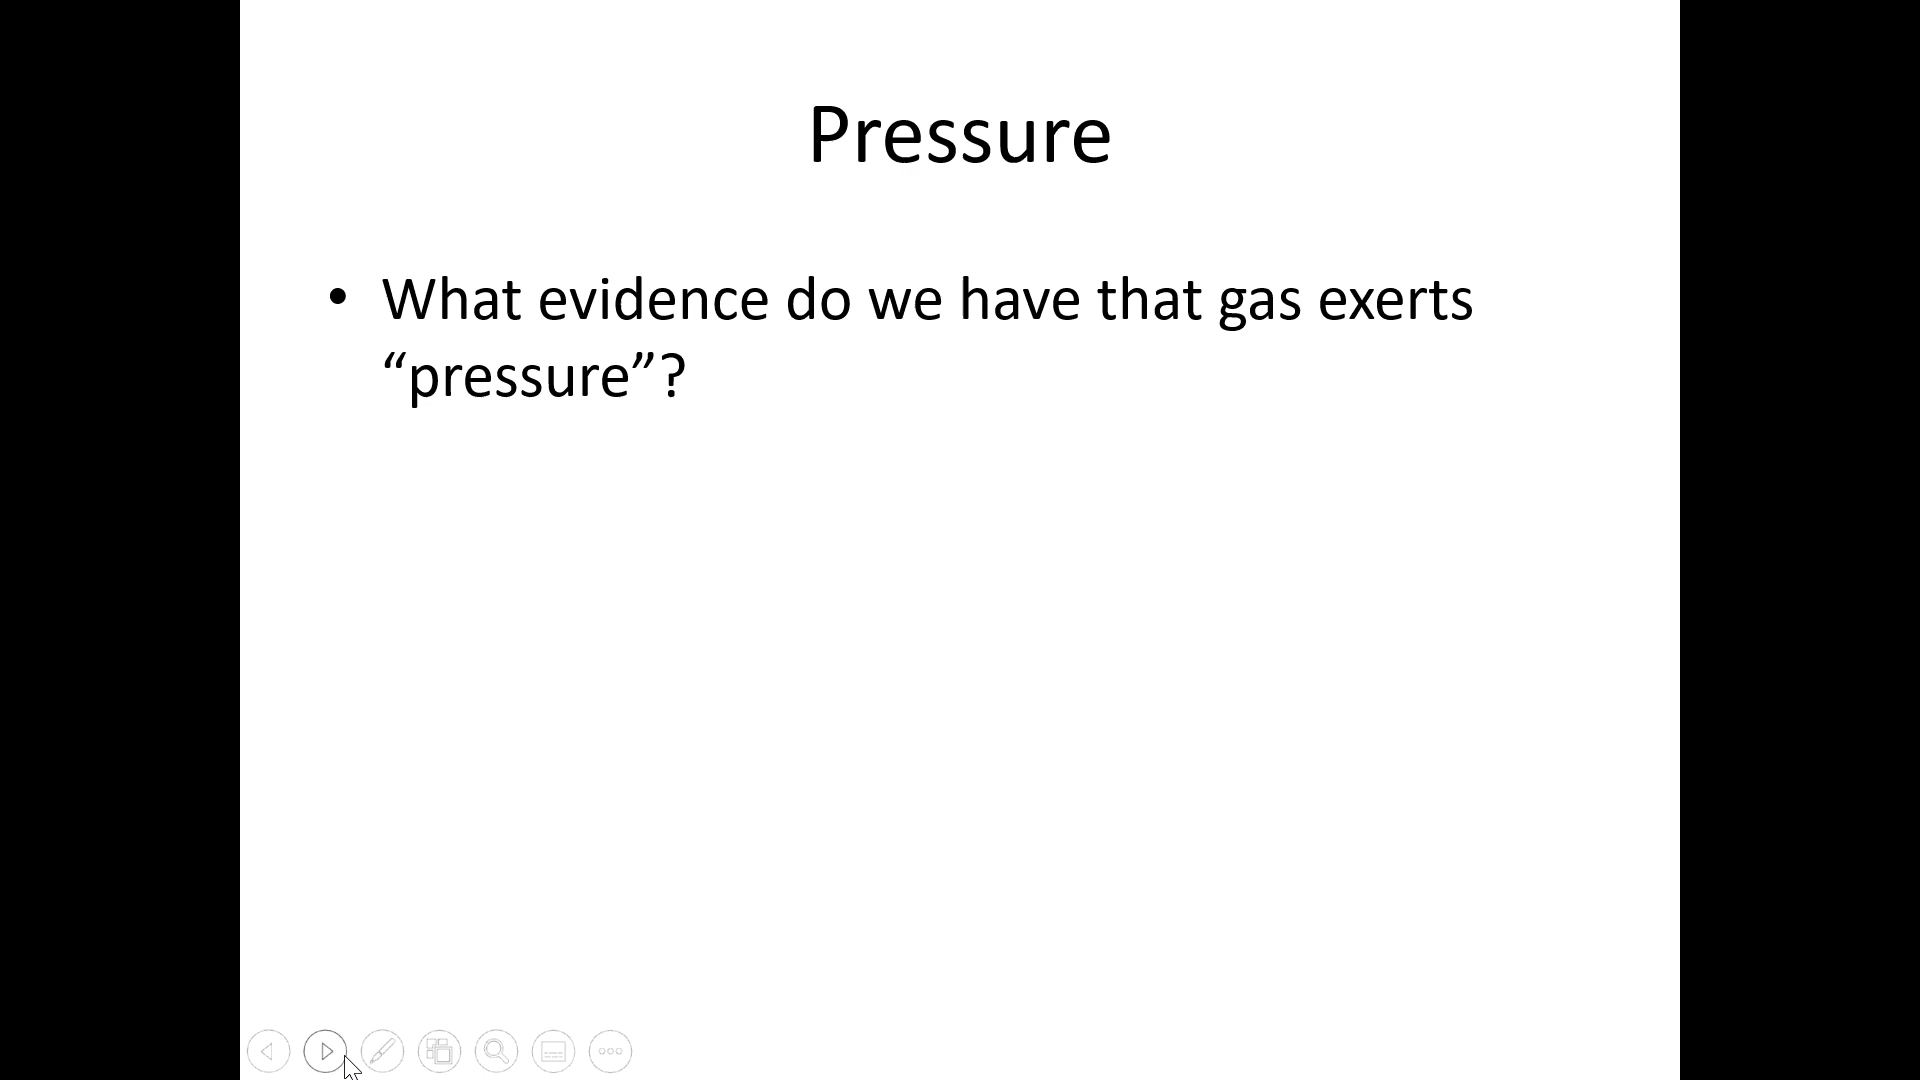 Pressure
• What evidence do we have that gas exerts
“pressure”?